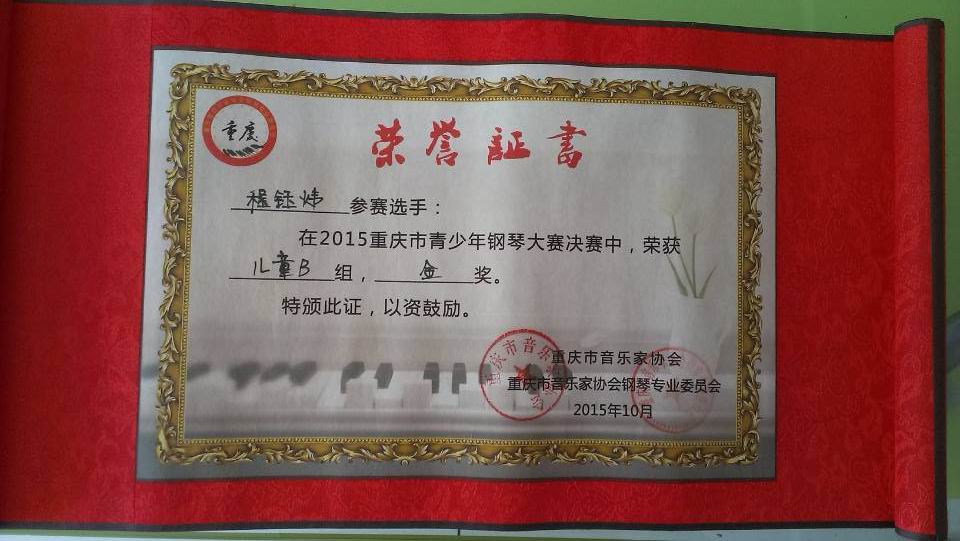 重庆
荣誉証書
程钰炜参赛选手：
在2015重庆市青少年钢琴大赛决赛中，荣获
儿童B组，金奖。
特颁此证，以资鼓励。
重庆市音乐家协会
重庆市音乐家协会钢琴专业委员会
2015年10月